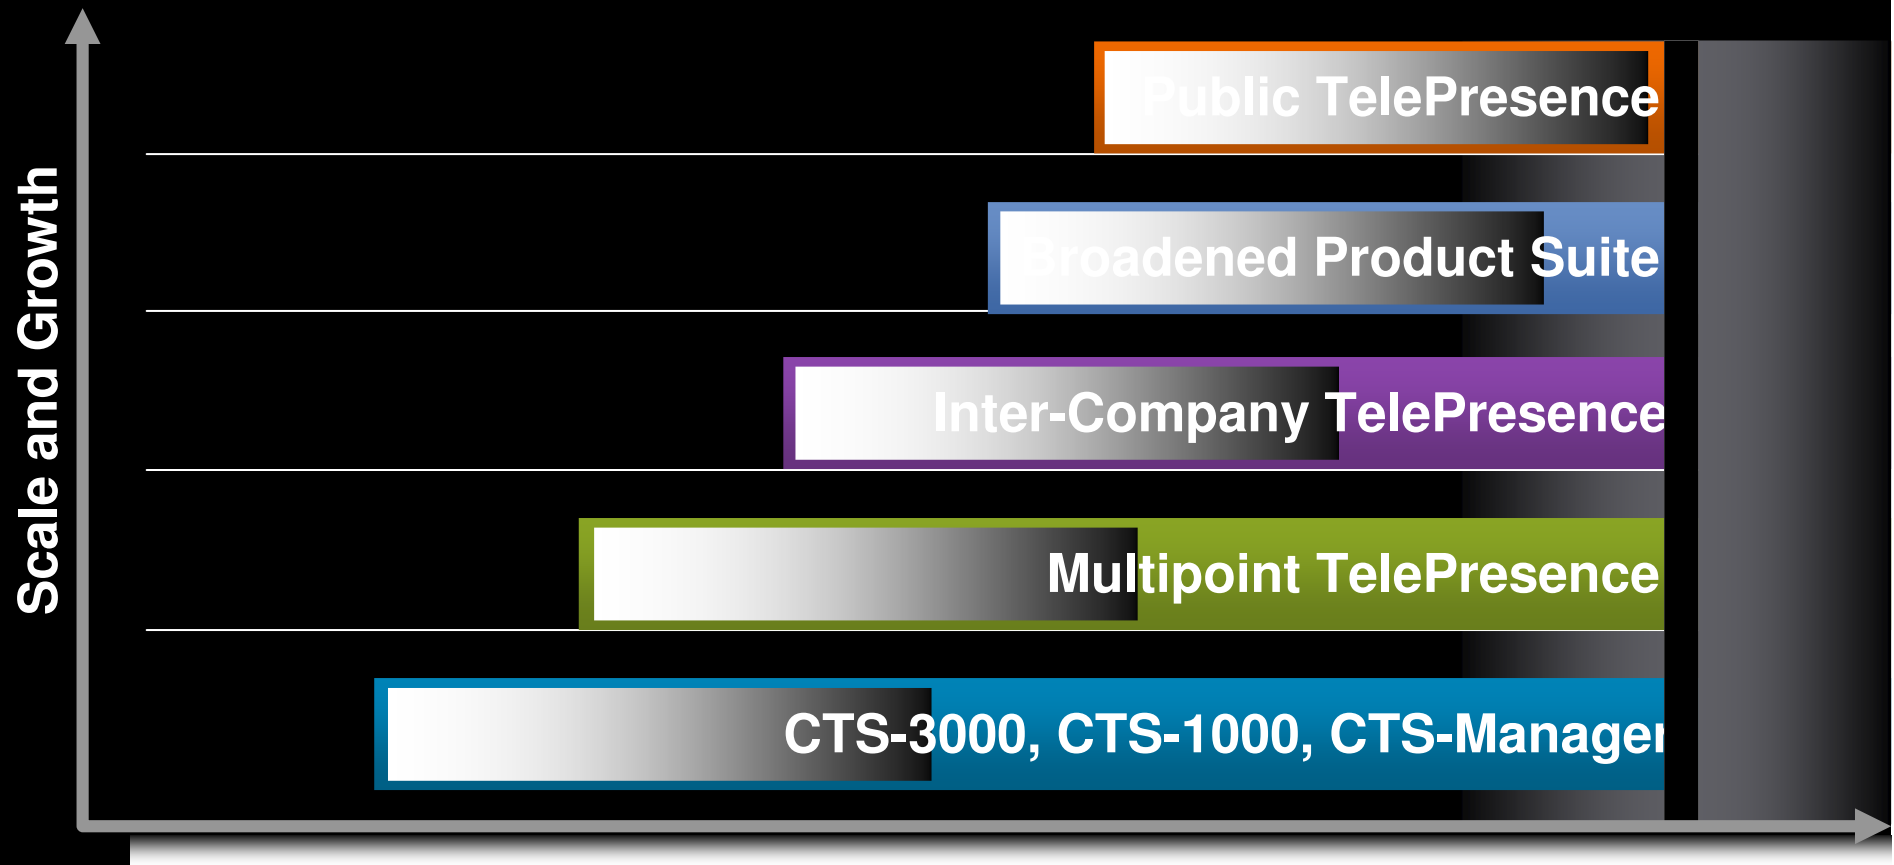 Public TelePresence
Broadened Product Suite
Inter-Company TelePresence
Multipoint TelePresence
CTS-3000, CTS-1000, CTS-Manager
Scale and Growth